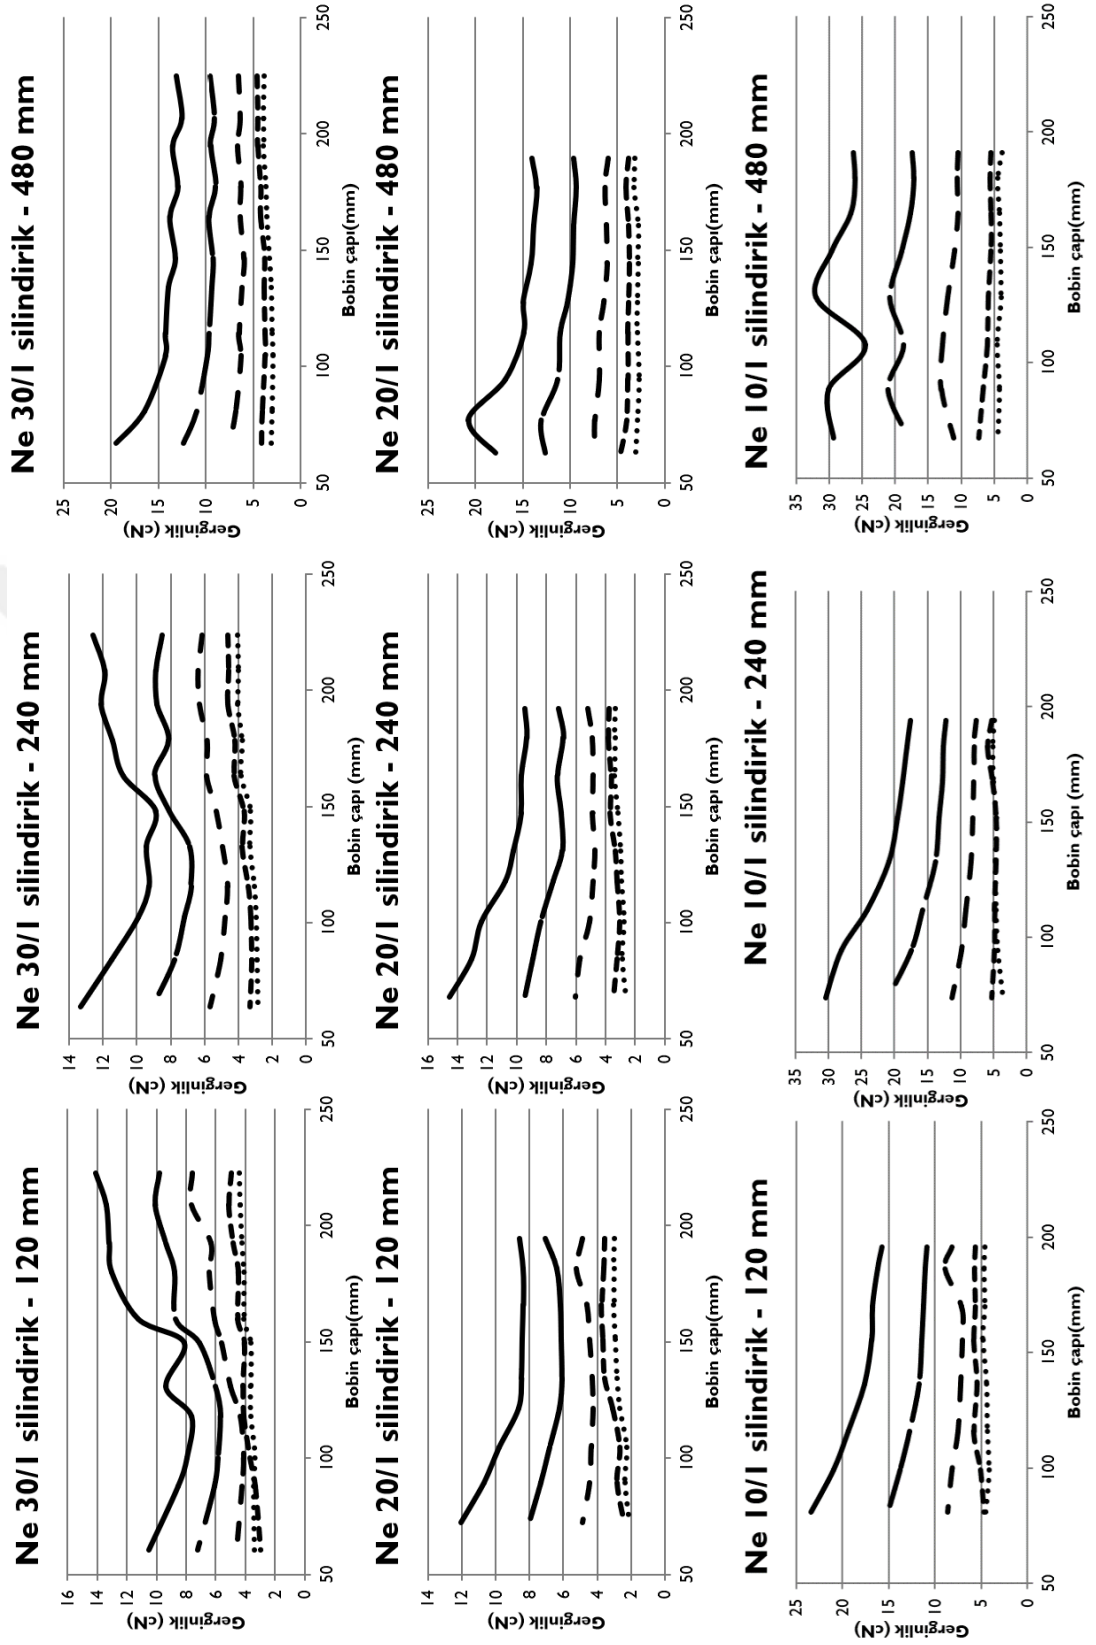 Ne 30/1 silindirik - 120 mm
Gerginlik (cN)
16
14
12
10
8
6
4
2
0
50 100 150 200 250
Bobin çapı(mm)
Ne 30/1 silindirik - 240 mm
Gerginlik (cN)
14
12
10
8
6
4
2
0
50 100 150 200 250
Bobin çapı (mm)
Ne 30/1 silindirik - 480 mm
Gerginlik (cN)
25
20
15
10
5
0
50 100 150 200 250
Bobin çapı(mm)
Ne 20/1 silindirik - 120 mm
Gerginlik (cN)
14
12
10
8
6
4
2
0
50 100 150 200 250
Bobin çapı(mm)
Ne 20/1 silindirik - 240 mm
Gerginlik (cN)
16
14
12
10
8
6
4
2
0
50 100 150 200 250
Bobin çapı (mm)
Ne 20/1 silindirik - 480 mm
Gerginlik (cN)
25
20
15
10
5
0
50 100 150 200 250
Bobin çapı(mm)
Ne 10/1 silindirik - 120 mm
Gerginlik (cN)
25
20
15
10
5
0
50 100 150 200 250
Bobin çapı(mm)
Ne 10/1 silindirik - 240 mm
Gerginlik (cN)
35
30
25
20
15
10
5
0
50 100 150 200 250
Bobin çapı (mm)
Ne 10/1 silindirik - 480 mm
Gerginlik (cN)
35
30
25
20
15
10
5
0
50 100 150 200 250
Bobin çapı(mm)